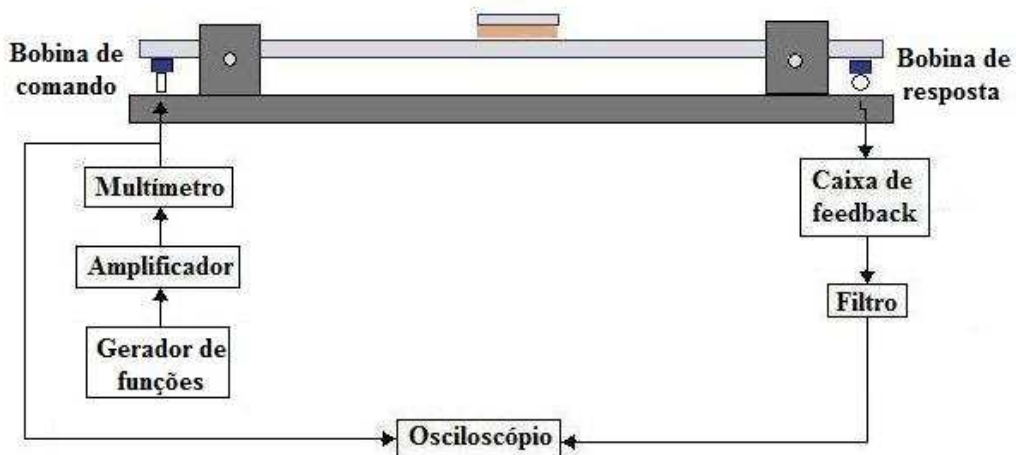 Bobina de
comando
Bobina de
resposta
Multímetro
Caixa de
feedback
Amplificador
Filtro
Gerador de
funções
Osciloscópio